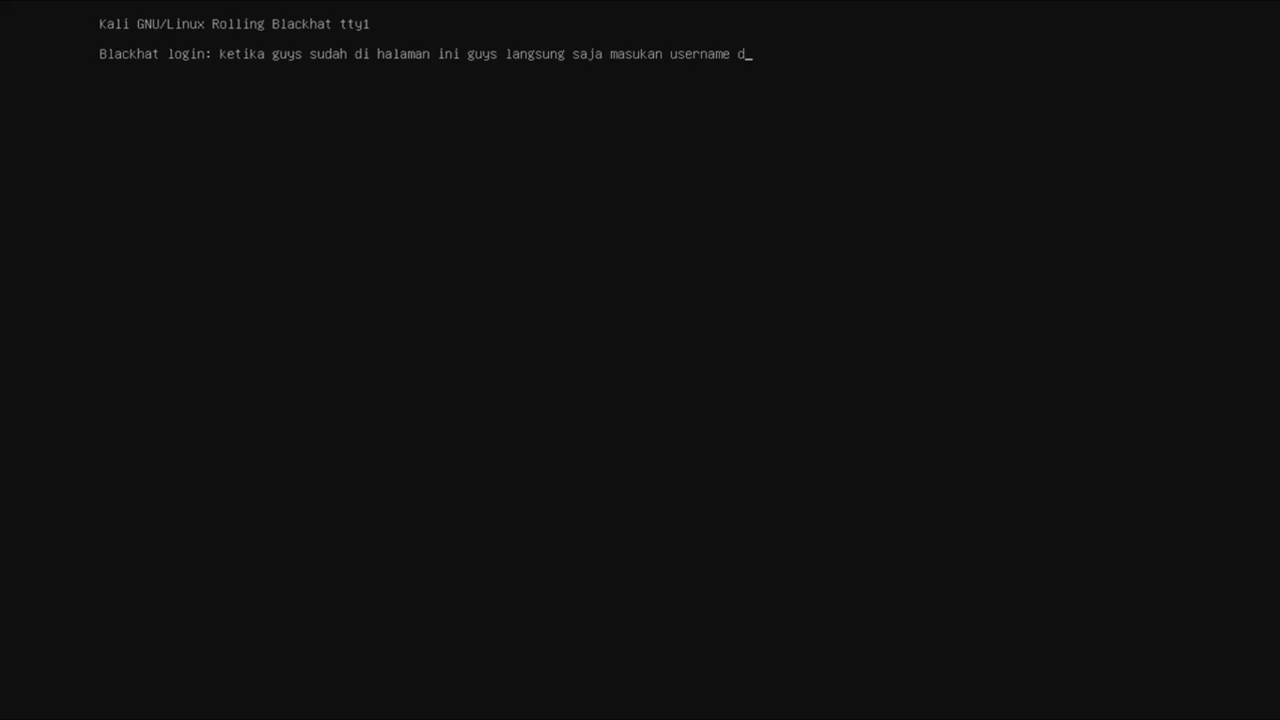 Kali GNU/Linux Rolling Blackhat tty1
Blackhat login: ketika guys sudah di halaman ini guys langsung saja masukan username d_